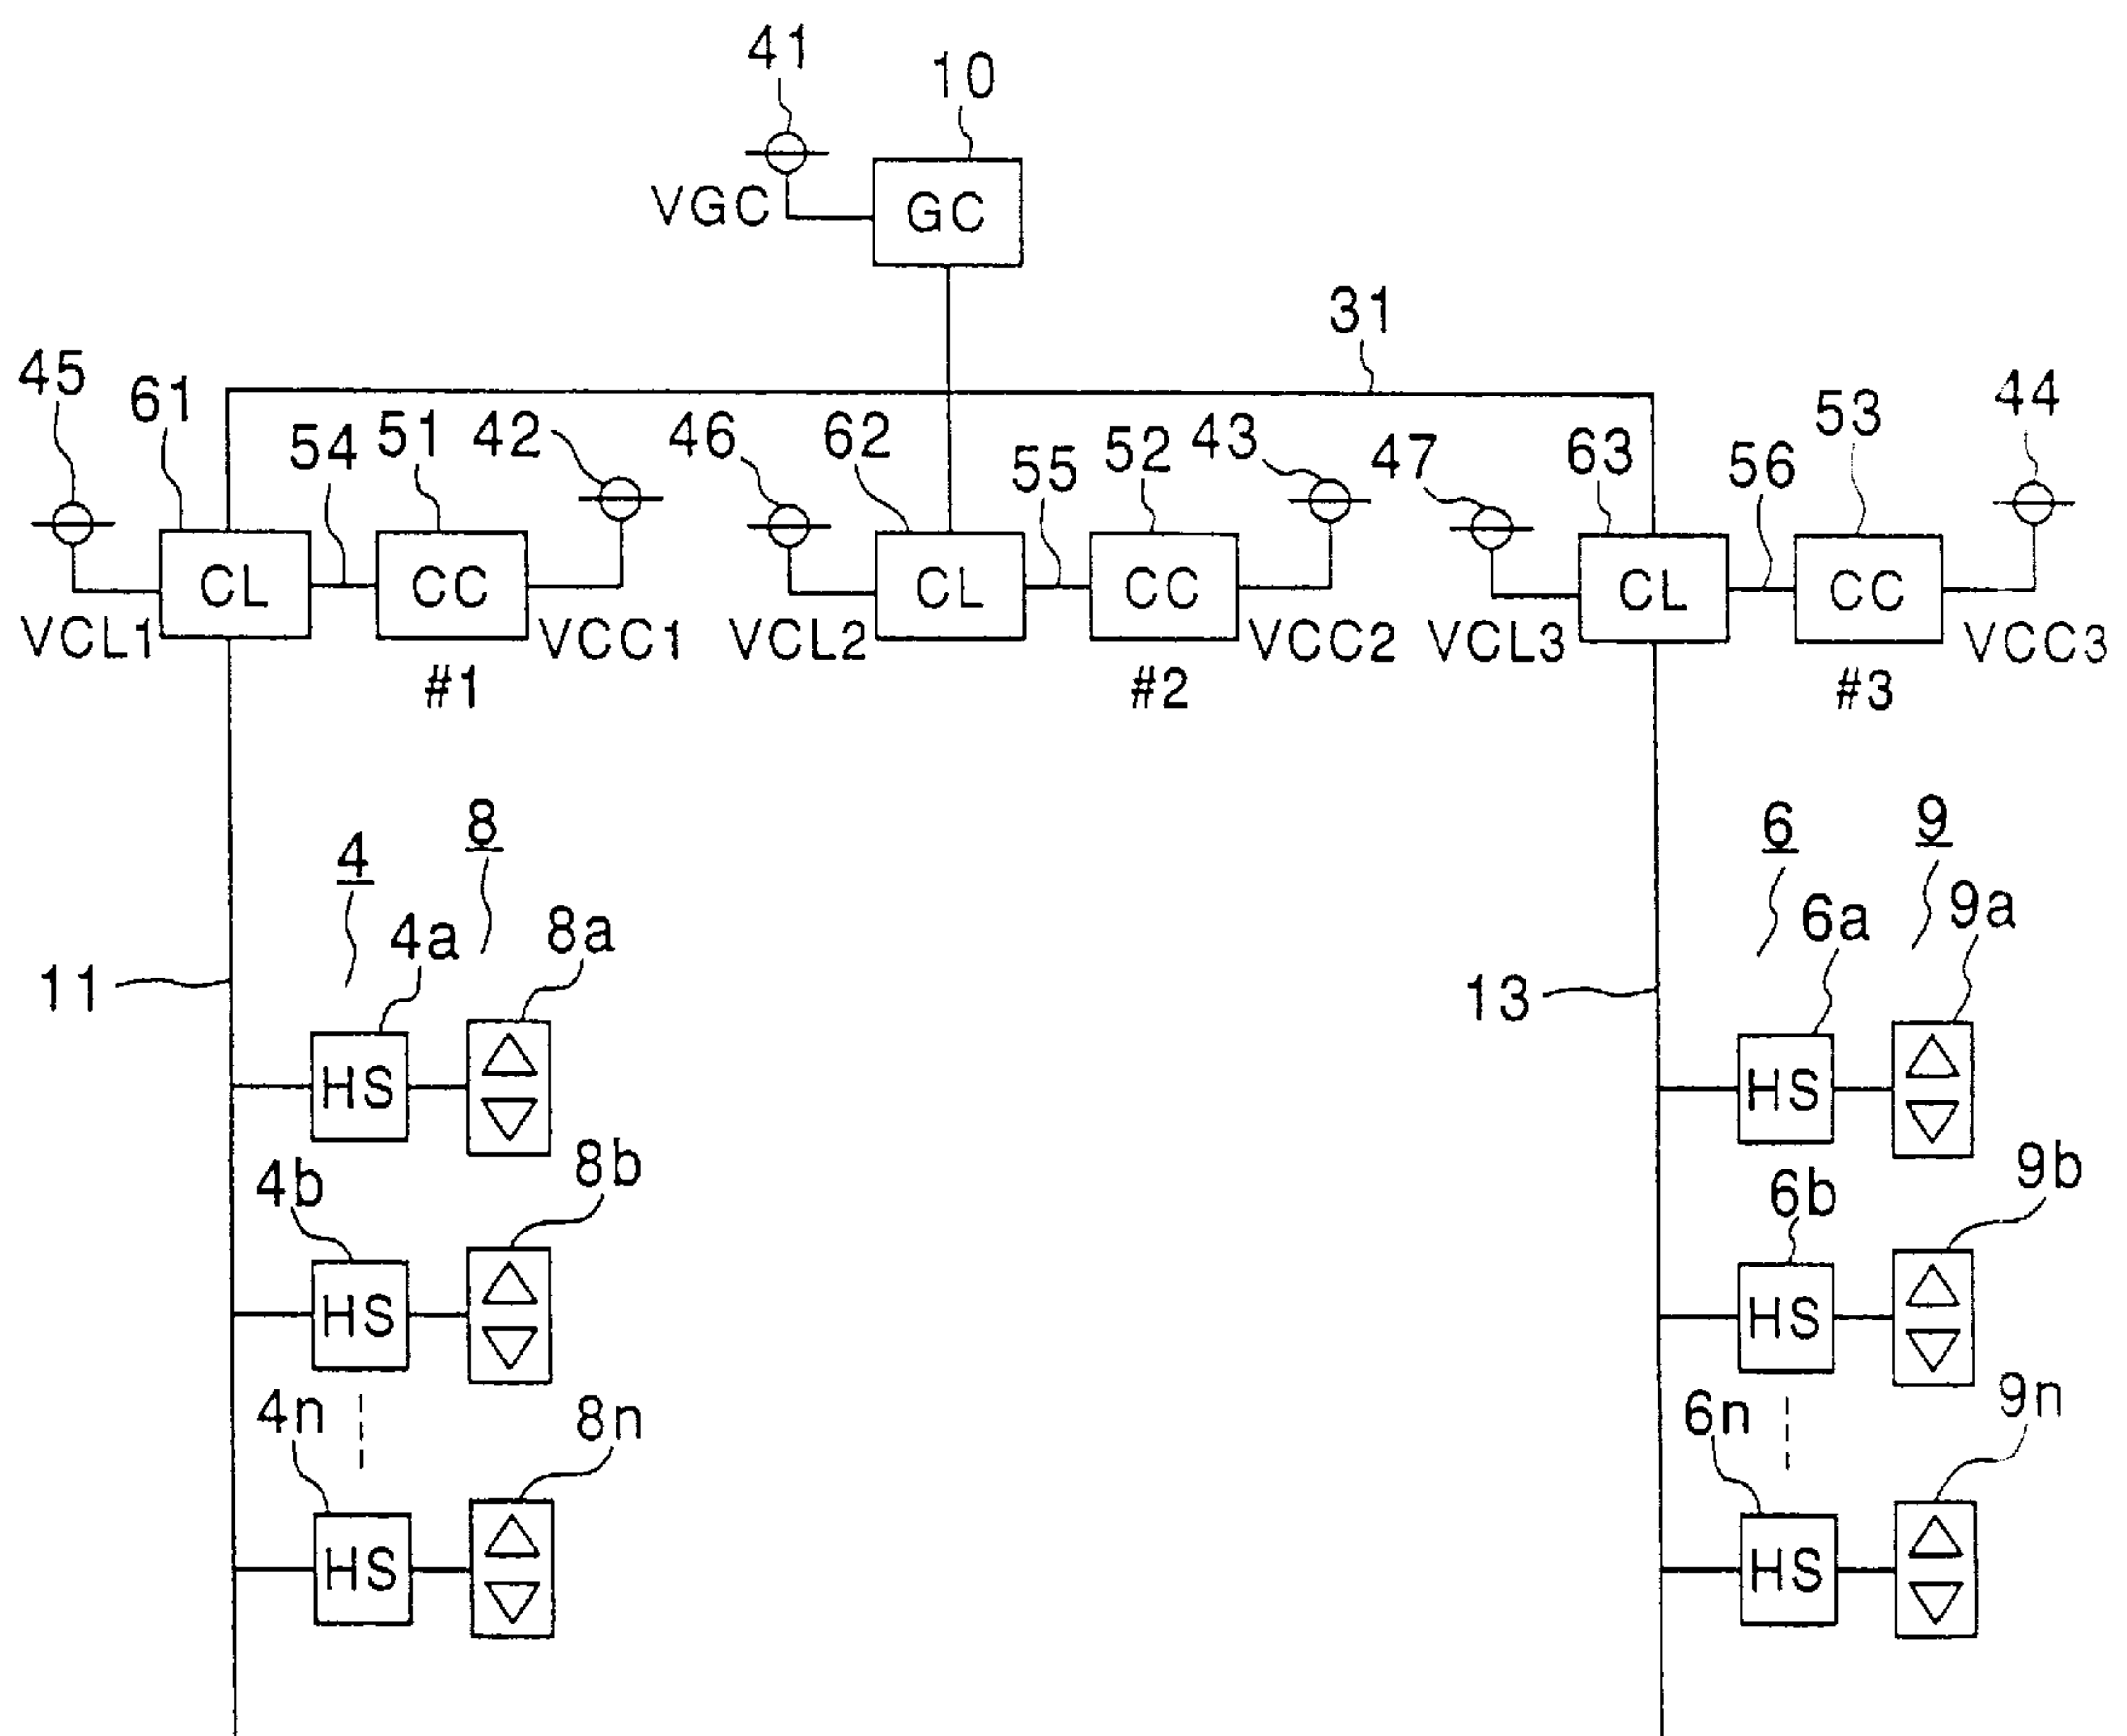 41
10
VGC
GC
31
45
61
54
51
42
46
62
55
52
43
47
63
56
53
44
CL
CC
CL
CC
CL
CC
VCL1
VCC1
VCL2
VCC2
VCL3
VCC3
#1
#2
#3
4
8
6
9
4a
8a
6a
9a
11
13
HS
HS
4b
8b
6b
9b
HS
HS
4n
8n
6n
9n
HS
HS